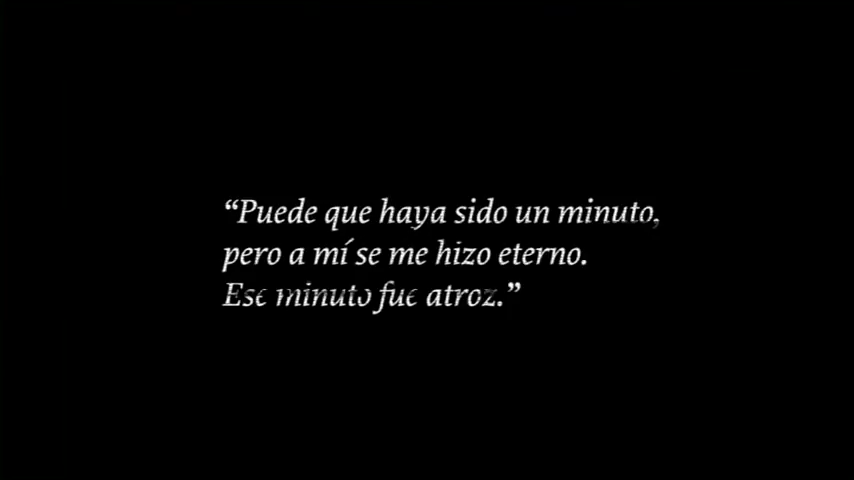 “Puede que haya sido un minuto,
pero a mí se me hizo eterno.
Ese minuto fue atroz.”